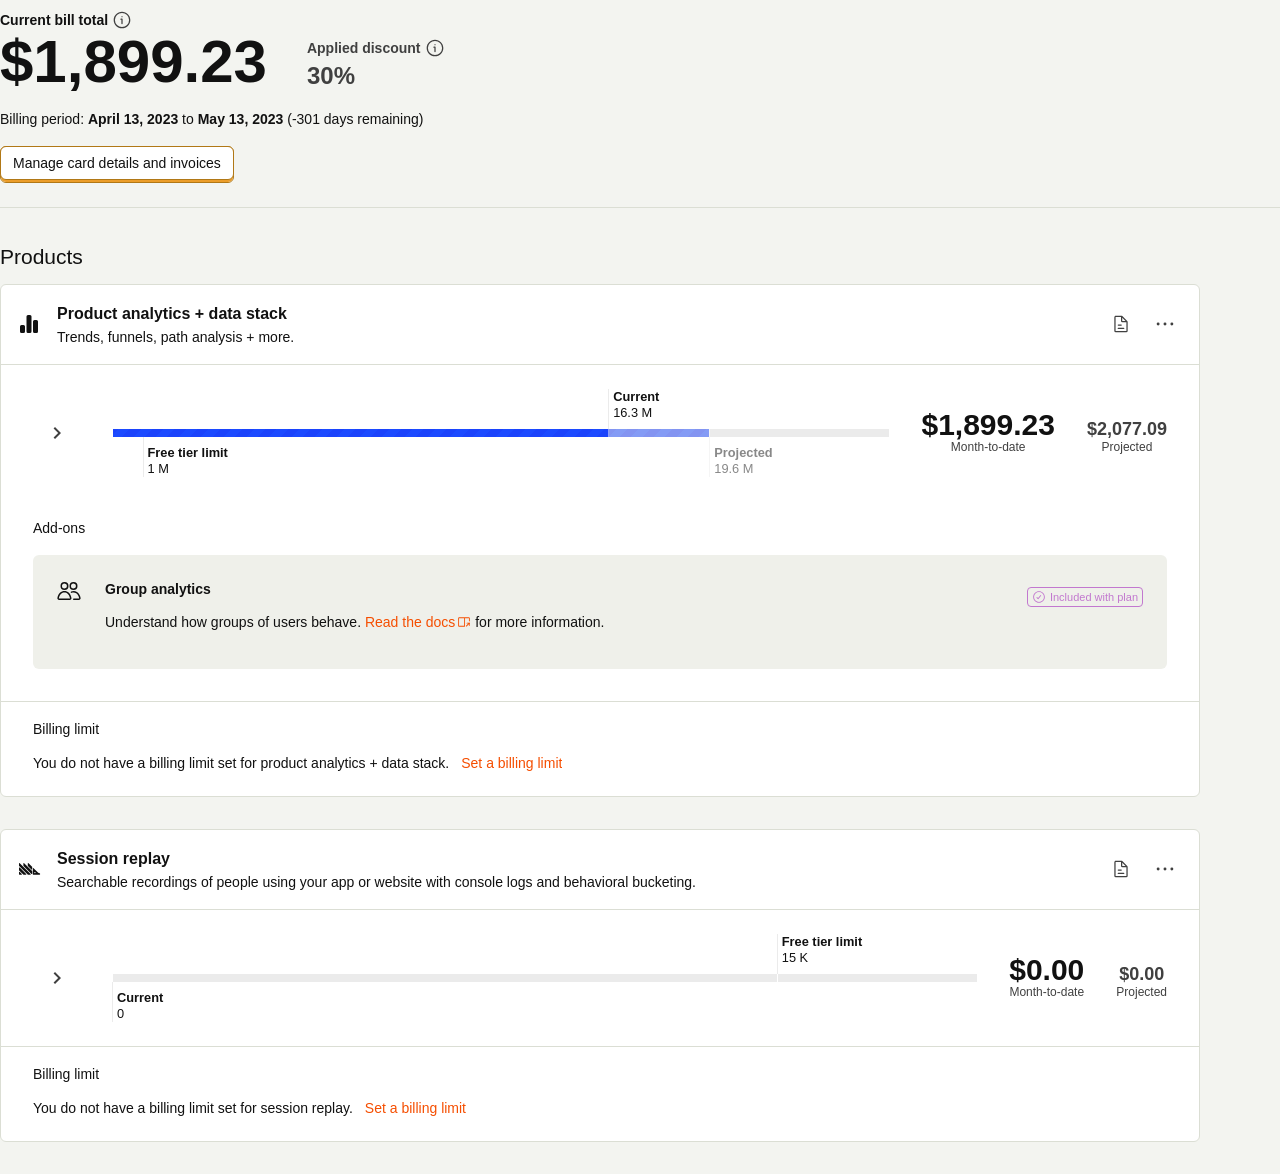 Current bill total
$1,899.23
Applied discount
30%
Billing period: April 13, 2023 to May 13, 2023 (-301 days remaining)
Manage card details and invoices
Products
Product analytics + data stack
Trends, funnels, path analysis + more.
Current
16.3 M
Free tier limit
1 M
Projected
19.6 M
$1,899.23
Month-to-date
$2,077.09
Projected
Add-ons
Group analytics
Included with plan
Understand how groups of users behave. Read the docs for more information.
Billing limit
You do not have a billing limit set for product analytics + data stack. Set a billing limit
Session replay
Searchable recordings of people using your app or website with console logs and behavioral bucketing.
Free tier limit
15 K
Current
0
$0.00
Month-to-date
$0.00
Projected
Billing limit
You do not have a billing limit set for session replay. Set a billing limit